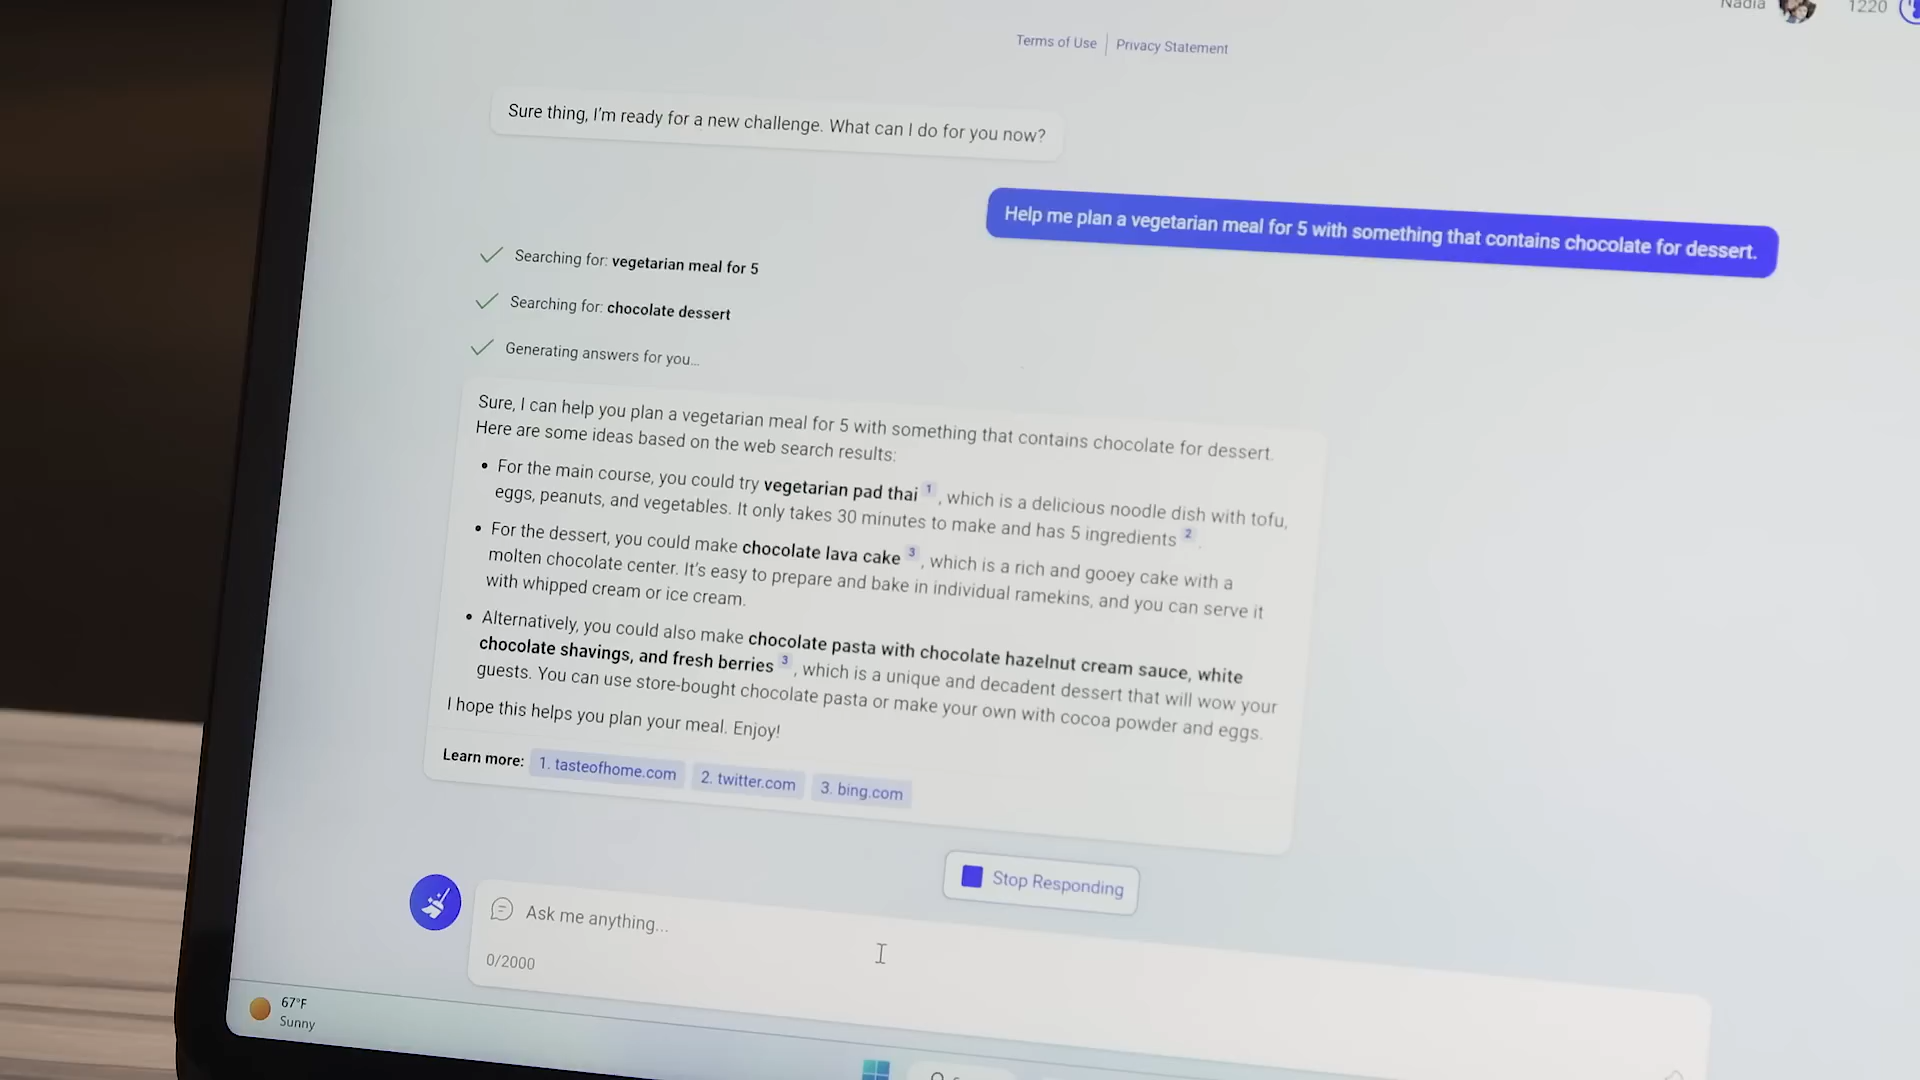 Nadia
1220
Terms of Use | Privacy Statement
Sure thing, I'm ready for a new challenge. What can I do for you now?
Help me plan a vegetarian meal for 5 with something that contains chocolate for dessert.
Searching for: vegetarian meal for 5
Searching for: chocolate dessert
Generating answers for you...
Sure, I can help you plan a vegetarian meal for 5 with something that contains chocolate for dessert.
Here are some ideas based on the web search results:
• For the main course, you could try vegetarian pad thai 1 , which is a delicious noodle dish with tofu,
eggs, peanuts, and vegetables. It only takes 30 minutes to make and has 5 ingredients 2 .
• For the dessert, you could make chocolate lava cake 3 , which is a rich and gooey cake with a
molten chocolate center. It's easy to prepare and bake in individual ramekins, and you can serve it
with whipped cream or ice cream.
• Alternatively, you could also make chocolate pasta with chocolate hazelnut cream sauce, white
chocolate shavings, and fresh berries 3 , which is a unique and decadent dessert that will wow your
guests. You can use store-bought chocolate pasta or make your own with cocoa powder and eggs.
I hope this helps you plan your meal. Enjoy!
Learn more: 1. tasteofhome.com 2. twitter.com 3. bing.com
Stop Responding
Ask me anything...
0/2000
67°F
Sunny